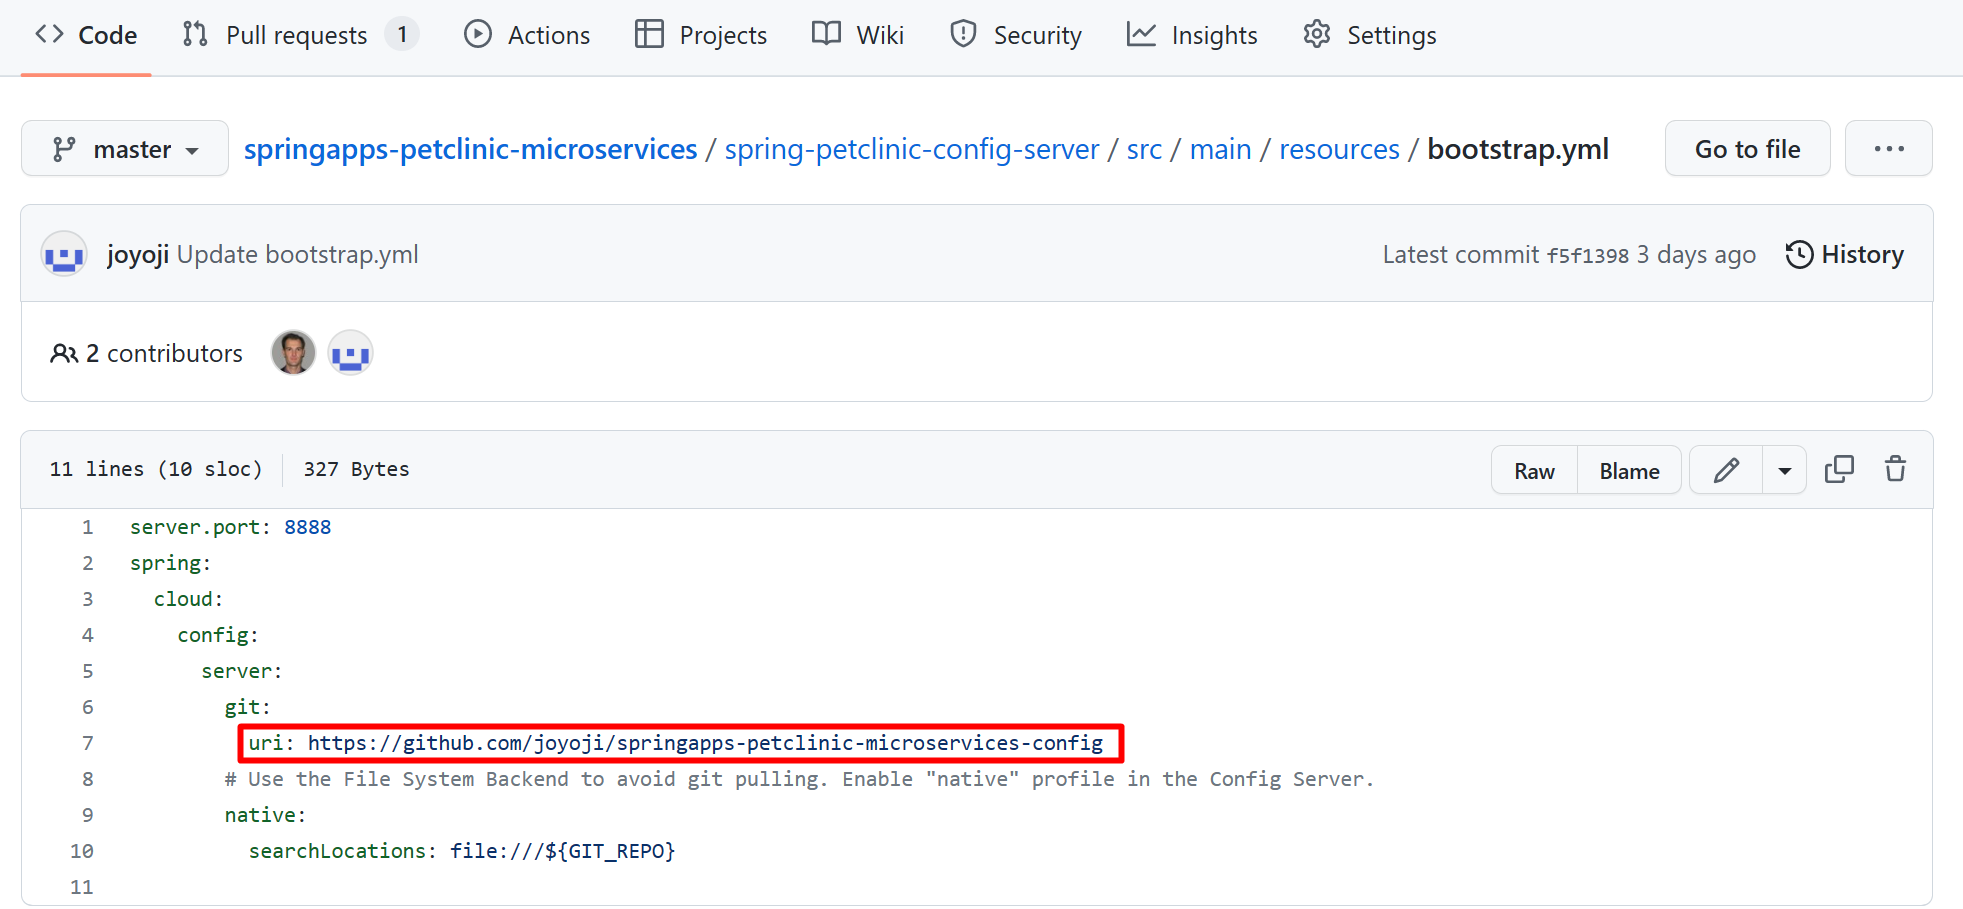 Code Pull requests 1 Actions Projects Wiki Security Insights Settings
master springapps-petclinic-microservices / spring-petclinic-config-server / src / main / resources / bootstrap.yml Go to file ...
joyoji Update bootstrap.yml Latest commit f5f1398 3 days ago History
2 contributors
11 lines (10 sloc) 327 Bytes Raw Blame
1 server.port: 8888
2 spring:
3 cloud:
4 config:
5 server:
6 git:
7 uri: https://github.com/joyoji/springapps-petclinic-microservices-config
8 # Use the File System Backend to avoid git pulling. Enable "native" profile in the Config Server.
9 native:
10 searchLocations: file:///${GIT_REPO}
11